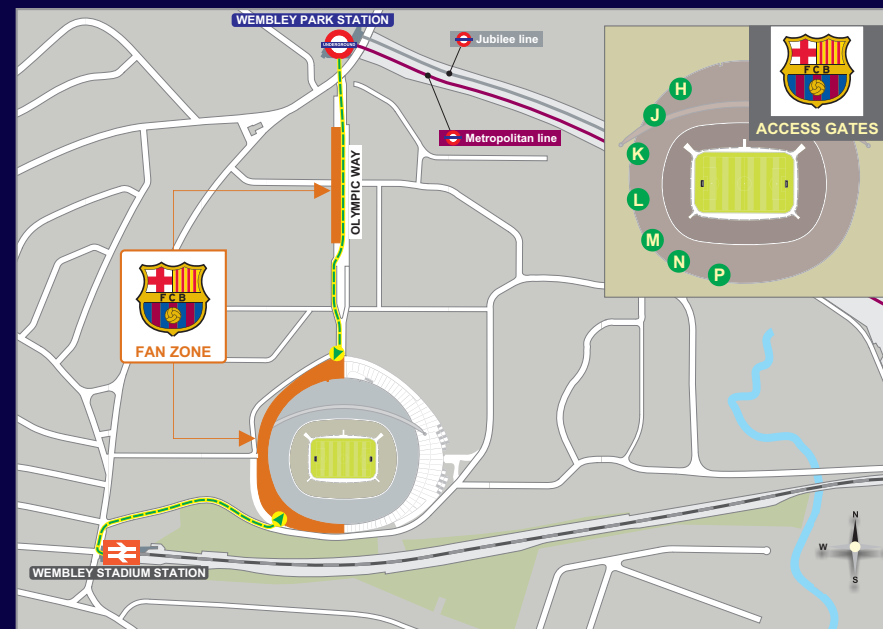 WEMBLEY PARK STATION
UNDERGROUND
Jubilee line
Metropolitan line
OLYMPIC WAY
FCB
FAN ZONE
WEMBLEY STADIUM STATION
FCB
ACCESS GATES
H
J
K
L
M
N
P
N
W
S